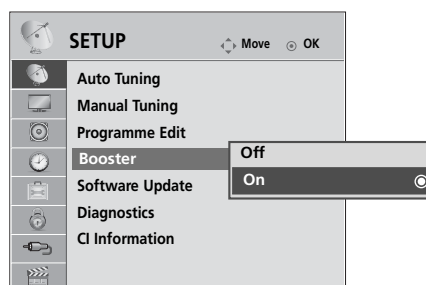 SETUP
Move OK
Auto Tuning
Manual Tuning
Programme Edit
Booster
Off
On
Software Update
Diagnostics
CI Information